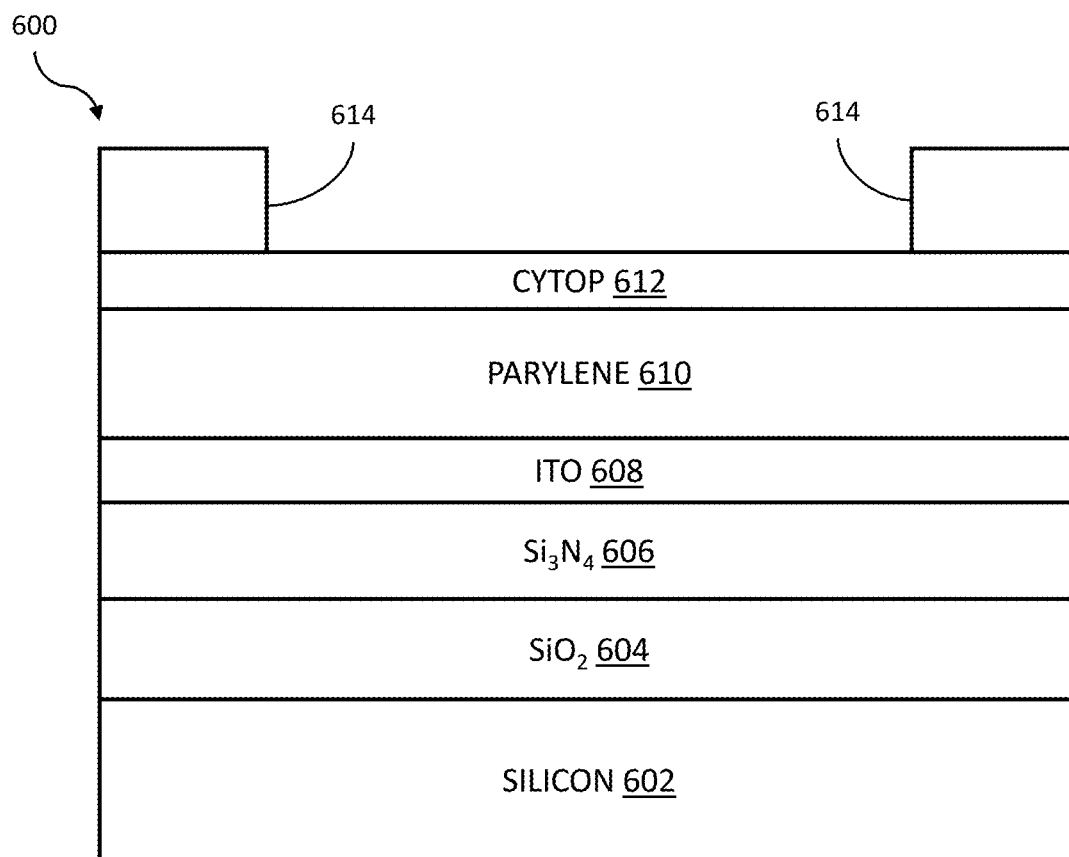 600
614
614
CYTOP 612
PARYLENE 610
ITO 608
Si₃N₄ 606
SiO₂ 604
SILICON 602